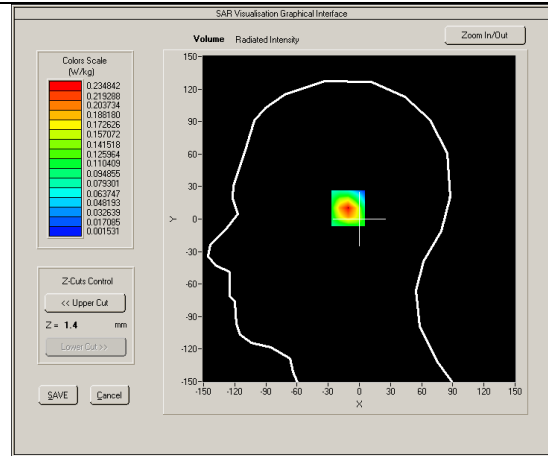 SAR Visualisation Graphical Interface
Volume Radiated Intensity
Zoom In/Out
Colors Scale
(W/kg)
0.234842
0.219288
0.203734
0.188180
0.172626
0.157072
0.141518
0.125964
0.110409
0.094855
0.079301
0.063747
0.048193
0.032639
0.017085
0.001531
Z-Cuts Control
<< Upper Cut
Z = 1.4 mm
Lower Cut >>
SAVE Cancel
150
120
90
60
30
0
-30
-60
-90
-120
-150
Y
-150 -120 -90 -60 -30 0 30 60 90 120 150
X